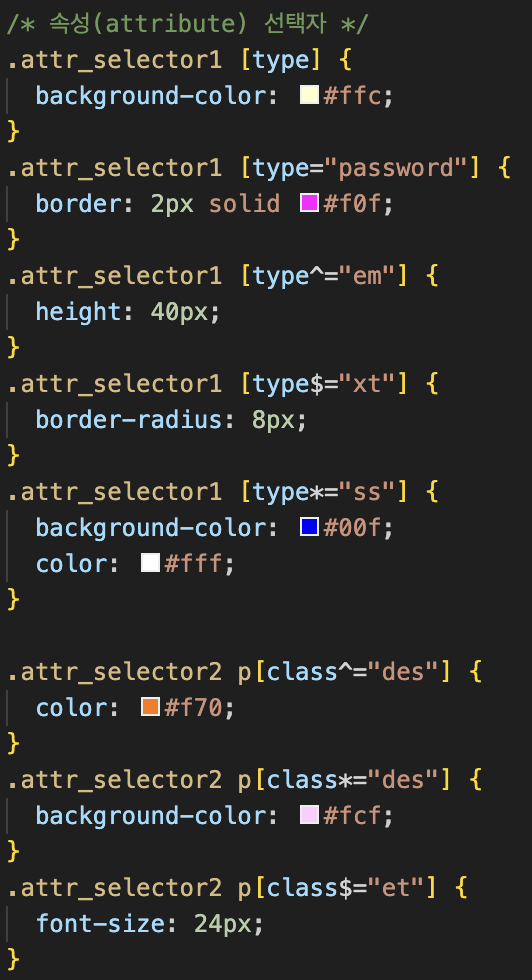 /* 속성(attribute) 선택자 */
.attr_selector1 [type] {
  background-color: #ffc;
}
.attr_selector1 [type="password"] {
  border: 2px solid #f0f;
}
.attr_selector1 [type^="em"] {
  height: 40px;
}
.attr_selector1 [type$="xt"] {
  border-radius: 8px;
}
.attr_selector1 [type*="ss"] {
  background-color: #00f;
  color: #fff;
}

.attr_selector2 p[class^="des"] {
  color: #f70;
}
.attr_selector2 p[class*="des"] {
  background-color: #fcf;
}
.attr_selector2 p[class$="et"] {
  font-size: 24px;
}